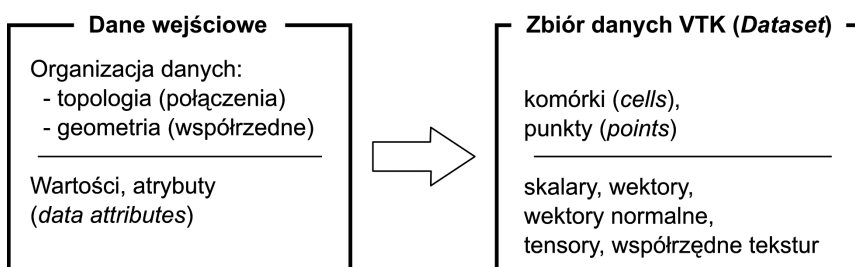 Dane wejściowe
Organizacja danych:
- topologia (połączenia)
- geometria (współrzedne)
Wartości, atrybuty
(data attributes)
Zbiór danych VTK (Dataset)
komórki (cells),
punkty (points)
skalary, wektory,
wektory normalne,
tensory, współrzędne tekstur